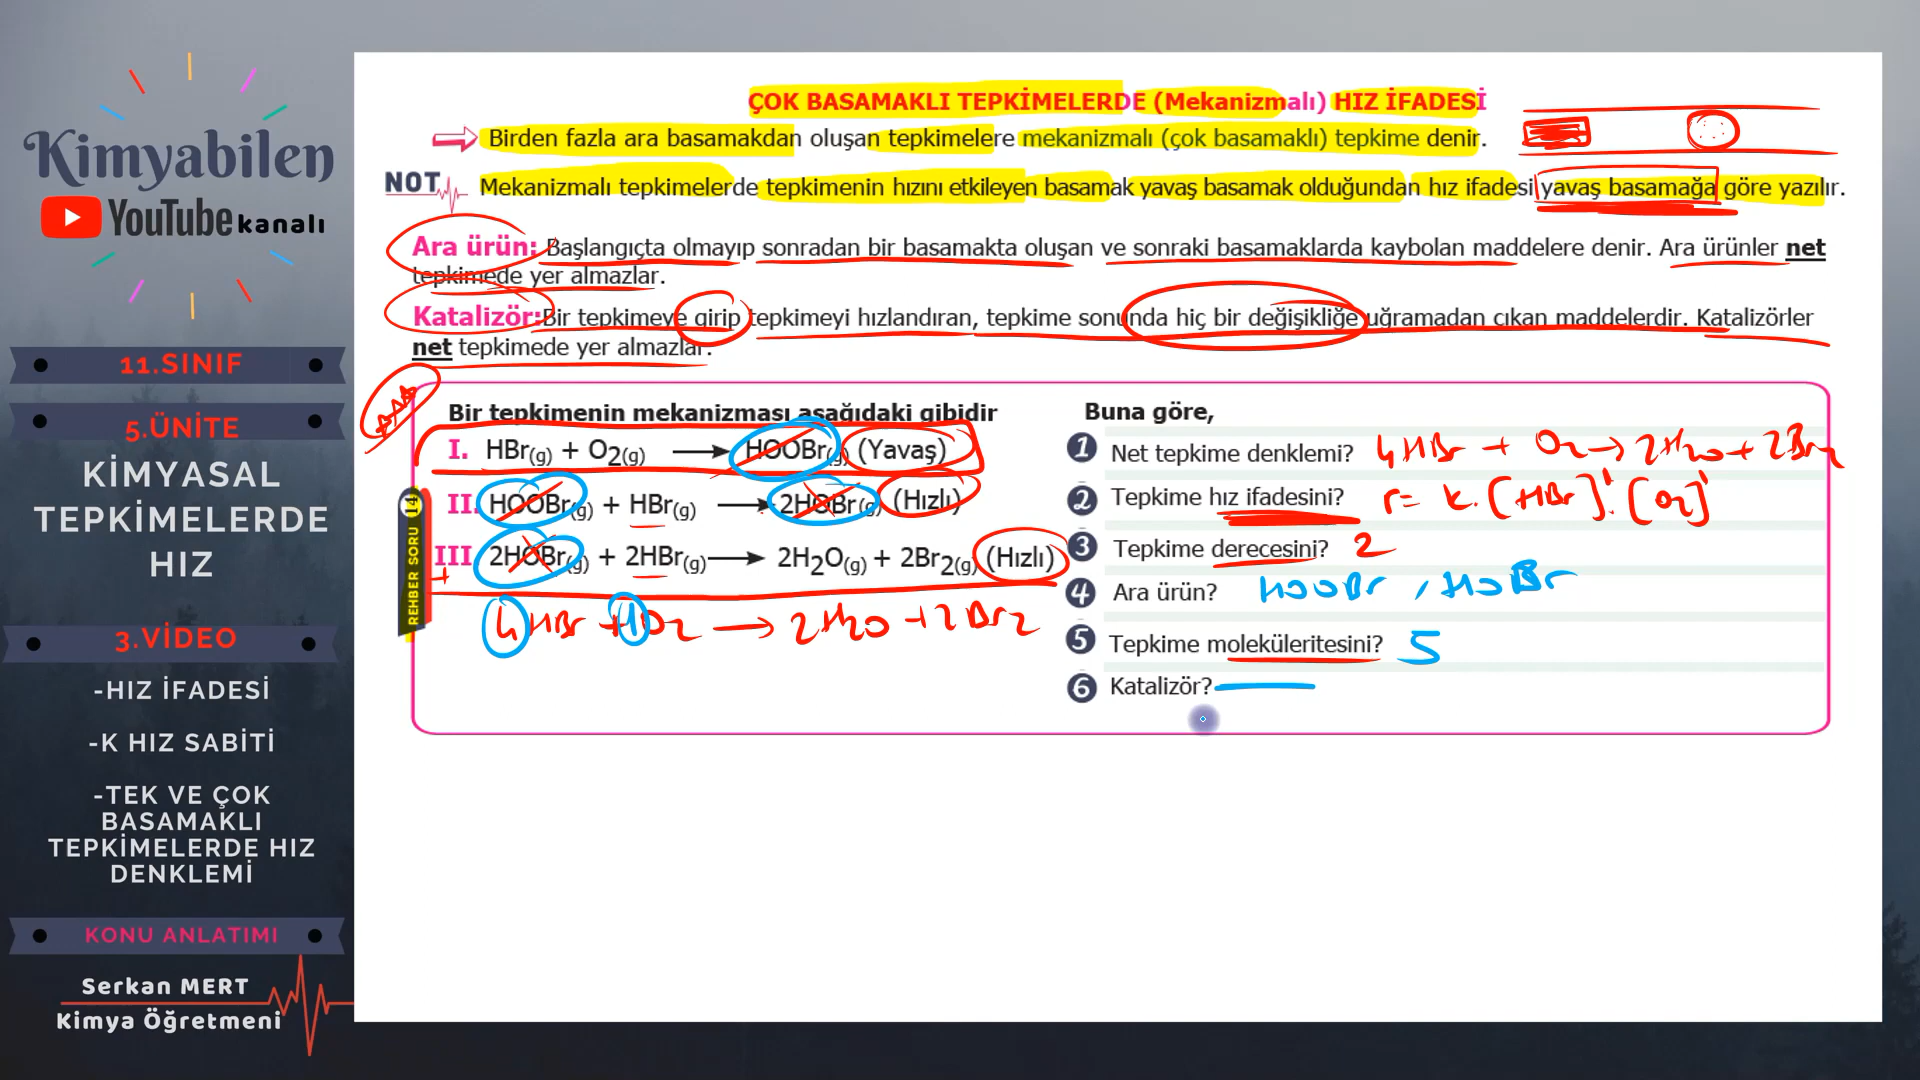 Kimyabilen
YouTube kanalı
11.SINIF
5.ÜNİTE
KİMYASAL
TEPKİMELERDE
HIZ
3.VİDEO
-HIZ İFADESİ
-K HIZ SABİTİ
-TEK VE ÇOK
BASAMAKLI
TEPKİMELERDE HIZ
DENKLEMİ
KONU ANLATIMI
Serkan MERT
Kimya Öğretmeni
ÇOK BASAMAKLI TEPKİMELERDE (Mekanizmalı) HIZ İFADESİ
Birden fazla ara basamakdan oluşan tepkimelere mekanizmalı (çok basamaklı) tepkime denir.
NOT Mekanizmalı tepkimelerde tepkimenin hızını etkileyen basamak yavaş basamak olduğundan hız ifadesi yavaş basamağa göre yazılır.
Ara ürün: Başlangıçta olmayıp sonradan bir basamakta oluşan ve sonraki basamaklarda kaybolan maddelere denir. Ara ürünler net
tepkimede yer almazlar.
Katalizör: Bir tepkimeye girip tepkimeyi hızlandıran, tepkime sonunda hiç bir değişikliğe uğramadan çıkan maddelerdir. Katalizörler
net tepkimede yer almazlar.
REHBER SORU 14
Bir tepkimenin mekanizması aşağıdaki gibidir
I. HBr(g) + O2(g) → HOOBr(g) (Yavaş)
II. HOOBr(g) + HBr(g) → 2HOBr(g) (Hızlı)
III. 2HOBr(g) + 2HBr(g) → 2H2O(g) + 2Br2(g) (Hızlı)
+
4HBr + 1O2 → 2H2O + 2Br2
Buna göre,
1 Net tepkime denklemi? 4HBr + O2 → 2H2O + 2Br2
2 Tepkime hız ifadesini? r = k.[HBr]1.[O2]1
3 Tepkime derecesini? 2
4 Ara ürün? HOOBr, HOBr
5 Tepkime moleküleritesini? 5
6 Katalizör?